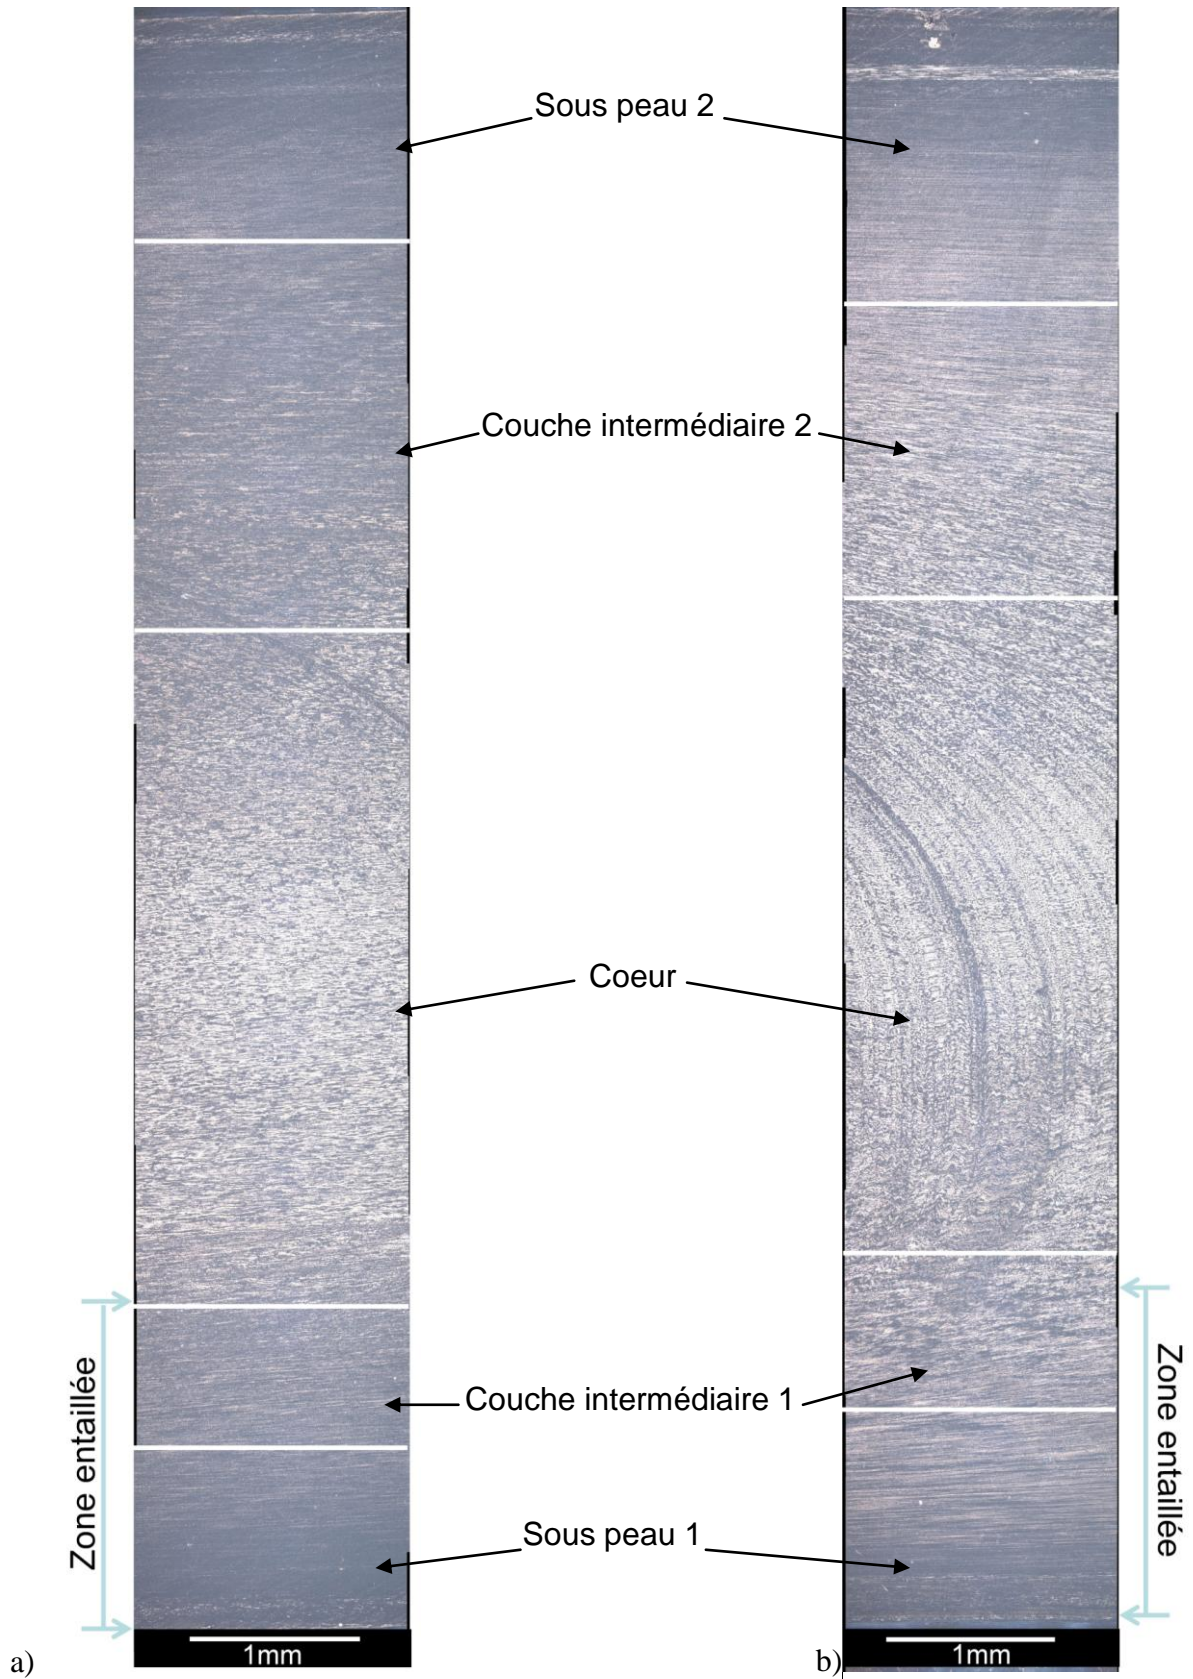 Sous peau 2
Couche intermédiaire 2
Coeur
Couche intermédiaire 1
Sous peau 1
Zone entaillée
Zone entaillée
a)
1mm
b)
1mm